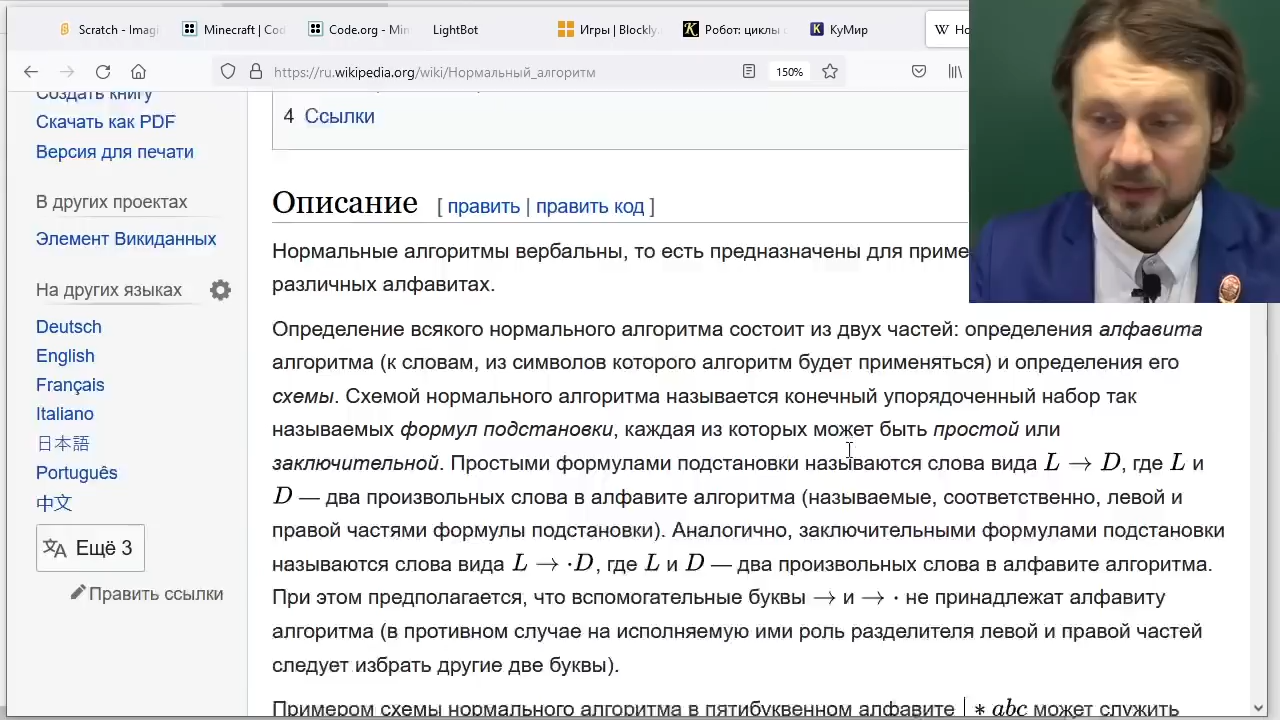 Scratch - Imagi
Minecraft | Cod
Code.org - Min
LightBot
Игры | Blockly
Робот: циклы
КуМир
W Но
https://ru.wikipedia.org/wiki/Нормальный_алгоритм
150%
Создать книгу
Скачать как PDF
Версия для печати
В других проектах
Элемент Викиданных
На других языках
Deutsch
English
Français
Italiano
日本語
Português
中文
Ещё 3
Править ссылки
4 Ссылки
Описание [ править | править код ]
Нормальные алгоритмы вербальны, то есть предназначены для приме
различных алфавитах.
Определение всякого нормального алгоритма состоит из двух частей: определения алфавита
алгоритма (к словам, из символов которого алгоритм будет применяться) и определения его
схемы. Схемой нормального алгоритма называется конечный упорядоченный набор так
называемых формул подстановки, каждая из которых может быть простой или
заключительной. Простыми формулами подстановки называются слова вида L → D, где L и
D — два произвольных слова в алфавите алгоритма (называемые, соответственно, левой и
правой частями формулы подстановки). Аналогично, заключительными формулами подстановки
называются слова вида L → ·D, где L и D — два произвольных слова в алфавите алгоритма.
При этом предполагается, что вспомогательные буквы → и → · не принадлежат алфавиту
алгоритма (в противном случае на исполняемую ими роль разделителя левой и правой частей
следует избрать другие две буквы).
Примером схемы нормального алгоритма в пятибуквенном алфавите | * abc может служить